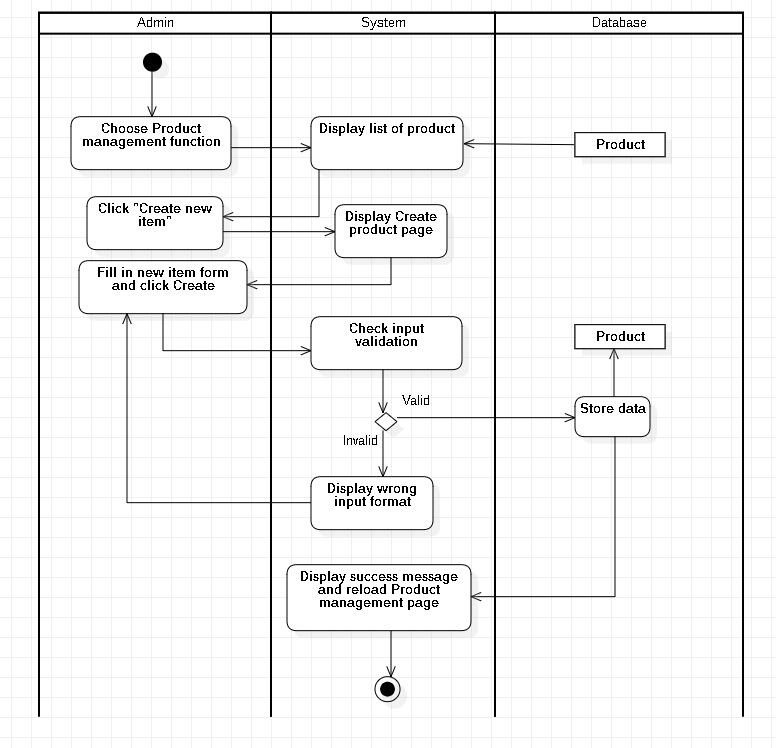 Admin
System
Database
Choose Product
management function
Display list of product
Product
Click "Create new
item"
Display Create
product page
Fill in new item form
and click Create
Check input
validation
Product
Valid
Store data
Invalid
Display wrong
input format
Display success message
and reload Product
management page